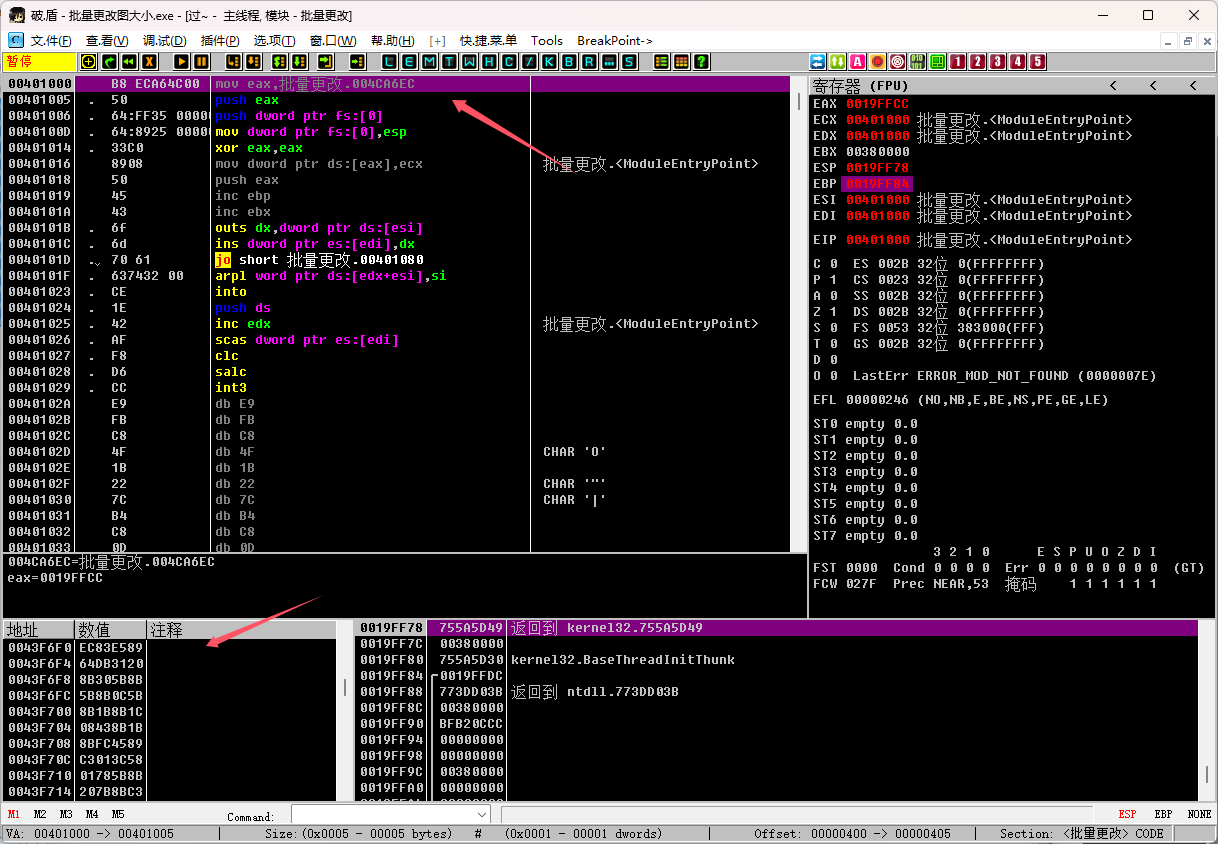 破.盾 - 批量更改图大小.exe - [过~ - 主线程, 模块 - 批量更改]
文.件(F) 查.看(V) 调.试(D) 插件(P) 选.项(T) 窗.口(W) 帮.助(H) [+] 快.捷.菜.单 Tools BreakPoint->
暂停 L E M T W H C / K B R ... S ? A 1 2 3 4 5
00401000 B8 ECA64C00 mov eax,批量更改.004CA6EC
00401005 . 50 push eax
00401006 . 64:FF35 0000 push dword ptr fs:[0]
0040100D . 64:8925 0000 mov dword ptr fs:[0],esp
00401014 . 33C0 xor eax,eax
00401016 8908 mov dword ptr ds:[eax],ecx 批量更改.<ModuleEntryPoint>
00401018 . 50 push eax
00401019 . 45 inc ebp
0040101A . 43 inc ebx
0040101B . 6f outs dx,dword ptr ds:[esi]
0040101C . 6d ins dword ptr es:[edi],dx
0040101D . 70 61 jo short 批量更改.00401080
0040101F . 637432 00 arpl word ptr ds:[edx+esi],si
00401023 . CE into
00401024 . 1E push ds
00401025 . 42 inc edx 批量更改.<ModuleEntryPoint>
00401026 . AF scas dword ptr es:[edi]
00401027 . F8 clc
00401028 . D6 salc
00401029 . CC int3
0040102A E9 db E9
0040102B FB db FB
0040102C C8 db C8
0040102D 4F db 4F CHAR 'O'
0040102E 1B db 1B
0040102F 22 db 22 CHAR '"'
00401030 7C db 7C CHAR '|'
00401031 B4 db B4
00401032 C8 db C8
00401033 0D db 0D
004CA6EC=批量更改.004CA6EC
eax=0019FFCC
寄存器 (FPU) < < <
EAX 0019FFCC
ECX 00401000 批量更改.<ModuleEntryPoint>
EDX 00401000 批量更改.<ModuleEntryPoint>
EBX 00380000
ESP 0019FF78
EBP 0019FF84
ESI 00401000 批量更改.<ModuleEntryPoint>
EDI 00401000 批量更改.<ModuleEntryPoint>
EIP 00401000 批量更改.<ModuleEntryPoint>
C 0 ES 002B 32位 0(FFFFFFFF)
P 1 CS 0023 32位 0(FFFFFFFF)
A 0 SS 002B 32位 0(FFFFFFFF)
Z 1 DS 002B 32位 0(FFFFFFFF)
S 0 FS 0053 32位 383000(FFF)
T 0 GS 002B 32位 0(FFFFFFFF)
D 0
O 0 LastErr ERROR_MOD_NOT_FOUND (0000007E)
EFL 00000246 (NO,NB,E,BE,NS,PE,GE,LE)
ST0 empty 0.0
ST1 empty 0.0
ST2 empty 0.0
ST3 empty 0.0
ST4 empty 0.0
ST5 empty 0.0
ST6 empty 0.0
ST7 empty 0.0
3 2 1 0 E S P U O Z D I
FST 0000 Cond 0 0 0 0 Err 0 0 0 0 0 0 0 0 (GT)
FCW 027F Prec NEAR,53 掩码 1 1 1 1 1 1
地址 数值 注释
0043F6F0 EC83E589
0043F6F4 64DB3120
0043F6F8 8B305B8B
0043F6FC 5B8B0C5B
0043F700 8B1B8B1C
0043F704 08438B1B
0043F708 8BFC4589
0043F70C C3013C58
0043F710 01785B8B
0043F714 207B8BC3
0019FF78 755A5D49 返回到 kernel32.755A5D49
0019FF7C 00380000
0019FF80 755A5D30 kernel32.BaseThreadInitThunk
0019FF84 0019FFDC
0019FF88 773DD03B 返回到 ntdll.773DD03B
0019FF8C 00380000
0019FF90 BFB20CCC
0019FF94 00000000
0019FF98 00000000
0019FF9C 00380000
0019FFA0 00000000
M1 M2 M3 M4 M5 Command: ESP EBP NONE
VA: 00401000 -> 00401005 Size:(0x0005 - 00005 bytes) # (0x0001 - 00001 dwords) Offset: 00000400 -> 00000405 Section: <批量更改> CODE